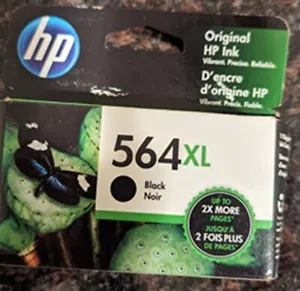 hp
Original
HP Ink
Vibrant. Precise. Reliable.
D'encre
d'origine HP
Vibrant. Précise. Fiable.
564XL
Black
Noir
UP TO
2X MORE
PAGES*
JUSQU'À
2 FOIS PLUS
DE PAGES*